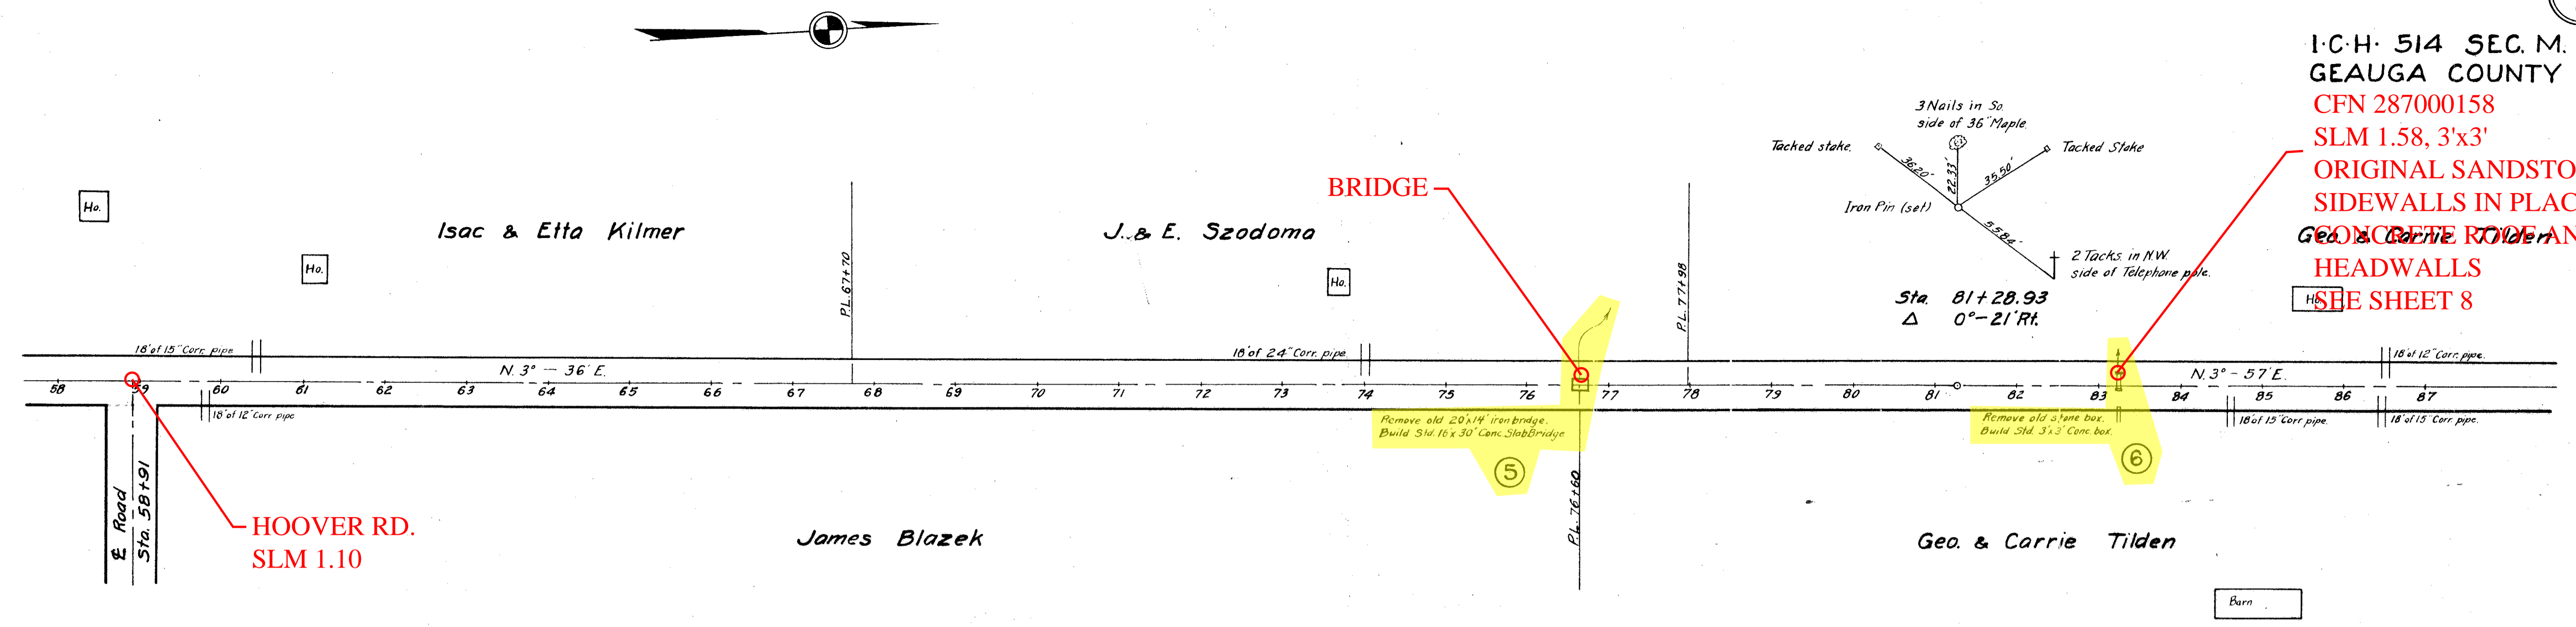 I.C.H. 514 SEC. M.
GEAUGA COUNTY
CFN 287000158
SLM 1.58, 3'x3'
ORIGINAL SANDSTO
SIDEWALLS IN PLAC
CONCRETE ROOF AN
HEADWALLS
SEE SHEET 8
Geo. & Carrie Tilden
Ho.
3 Nails in So.
side of 36" Maple.
Tacked stake.
Tacked Stake
36.20'
22.33'
35.50'
Iron Pin (set)
55.84'
2 Tacks. in N.W.
side of Telephone pole.
Sta. 81+28.93
Δ 0°-21' Rt.
BRIDGE
Ho.
Ho.
Isac & Etta Kilmer
P.L. 67+70
J. & E. Szodoma
Ho.
P.L. 77+98
18' of 15" Corr. pipe
18' of 24" Corr. pipe
18' of 12" Corr. pipe.
N. 3° - 36' E.
N. 3° - 57' E.
58 59 60 61 62 63 64 65 66 67 68 69 70 71 72 73 74 75 76 77 78 79 80 81 82 83 84 85 86 87
18' of 12" Corr. pipe
Remove old 20'x14' iron bridge.
Build Std. 16'x30' Conc. Slab Bridge
5
Remove old stone box.
Build Std. 3'x3' Conc. box.
6
18' of 15" Corr. pipe.
18' of 15" Corr. pipe.
℄ Road
Sta. 58+91
HOOVER RD.
SLM 1.10
James Blazek
P.L. 76+60
Geo. & Carrie Tilden
Barn